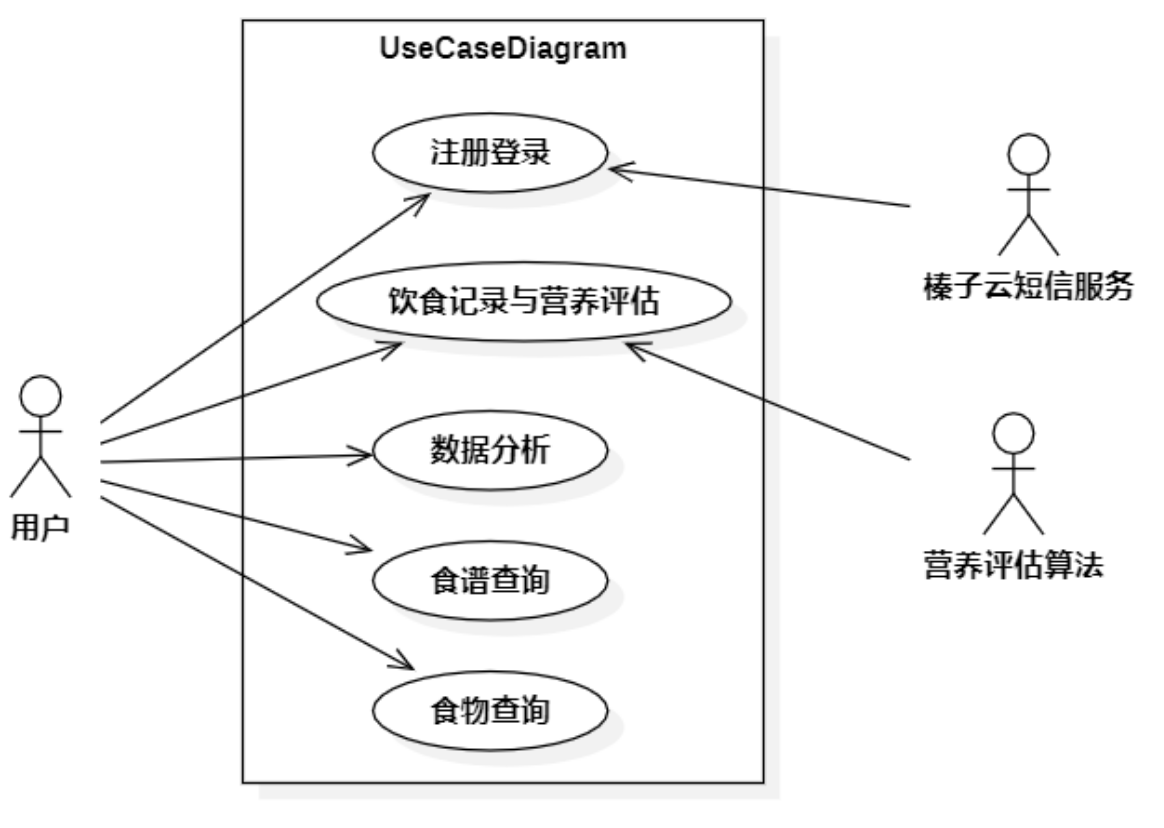 UseCaseDiagram
注册登录
榛子云短信服务
饮食记录与营养评估
数据分析
用户
营养评估算法
食谱查询
食物查询